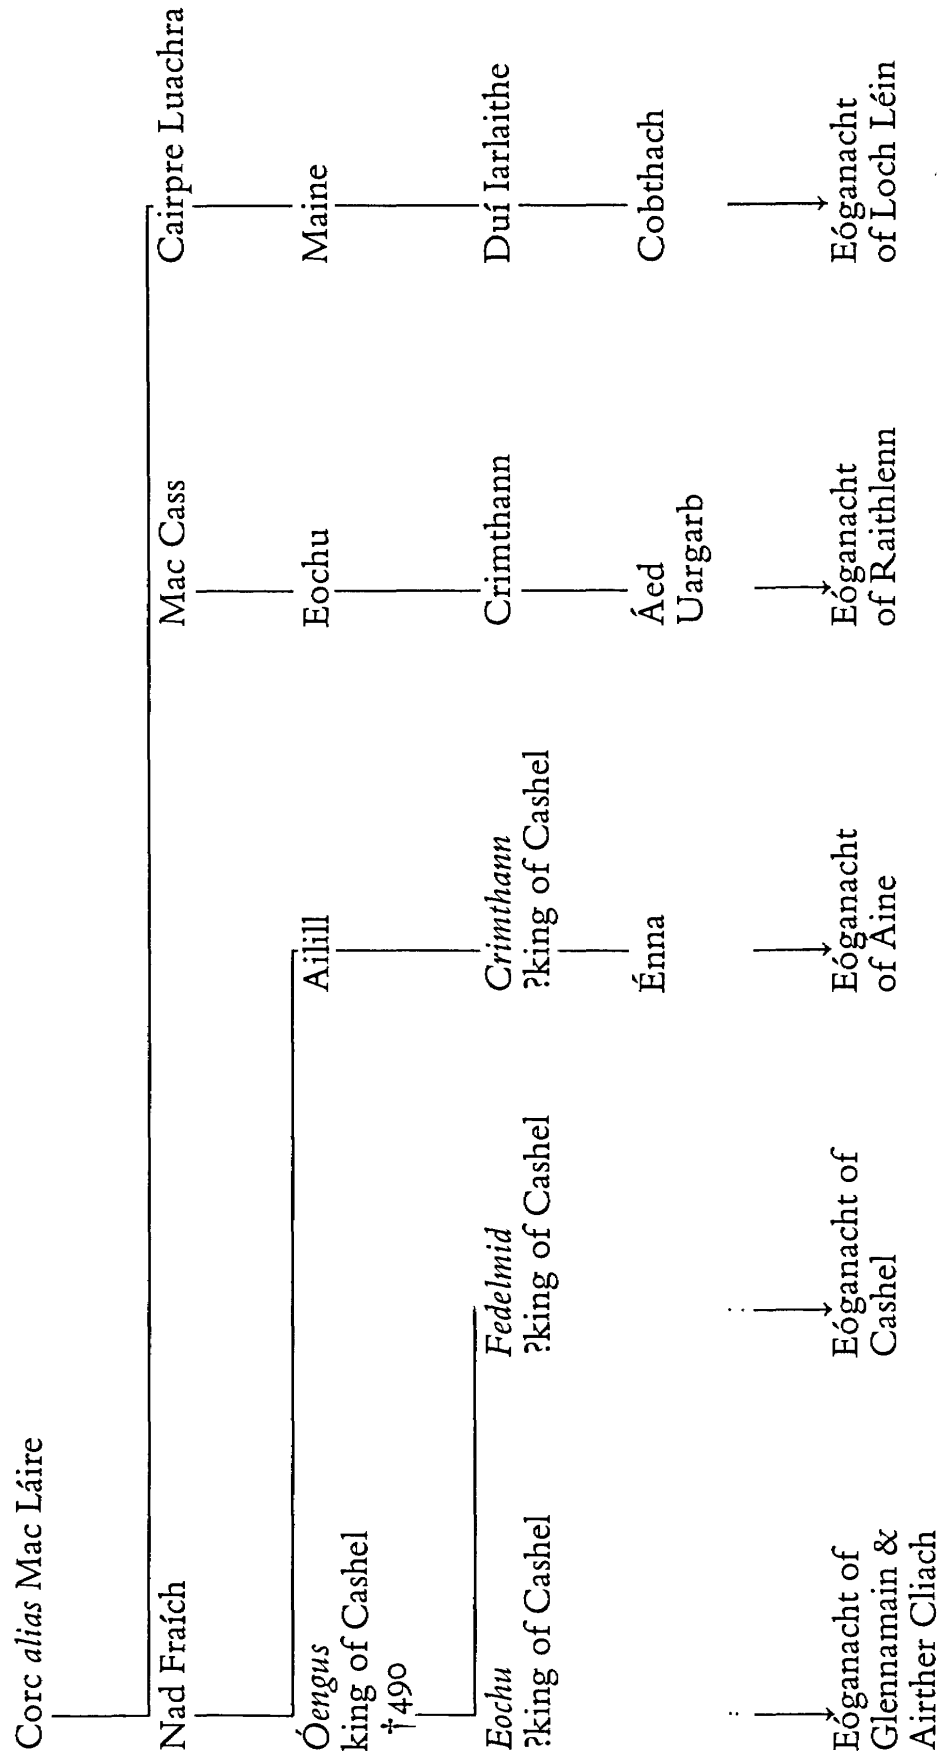 Corc alias Mac Láire
Nad Fraích
Mac Cass
Cairpre Luachra
Óengus
king of Cashel
†490
Ailill
Eochu
Maine
Eochu
?king of Cashel
Fedelmid
?king of Cashel
Crimthann
?king of Cashel
Crimthann
Duí Iarlaithe
Énna
Áed
Uargarb
Cobthach
Eóganacht of
Glennamain &
Airther Cliach
Eóganacht of
Cashel
Eóganacht
of Áine
Eóganacht
of Raithlenn
Eóganacht
of Loch Léin